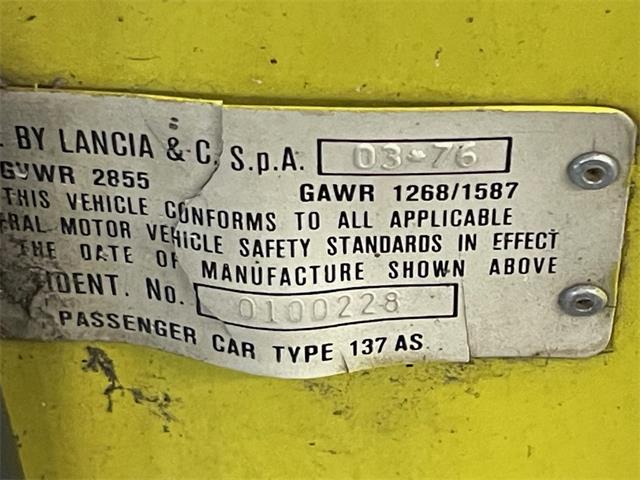 . BY LANCIA & C. S.p.A. 03-76
GVWR 2855 GAWR 1268/1587
THIS VEHICLE CONFORMS TO ALL APPLICABLE
ERAL MOTOR VEHICLE SAFETY STANDARDS IN EFFECT
THE DATE OF MANUFACTURE SHOWN ABOVE
IDENT. No. 0100228
PASSENGER CAR TYPE 137 AS